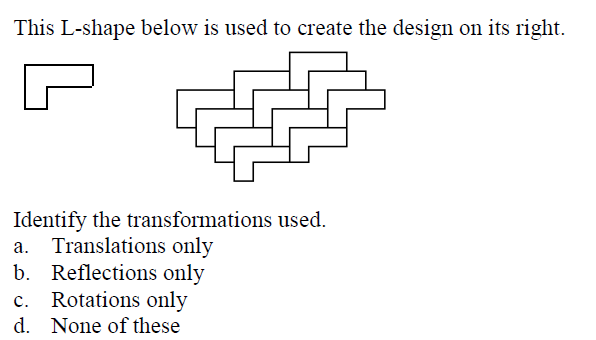 This L-shape below is used to create the design on its right.
Identify the transformations used.
a. Translations only
b. Reflections only
c. Rotations only
d. None of these